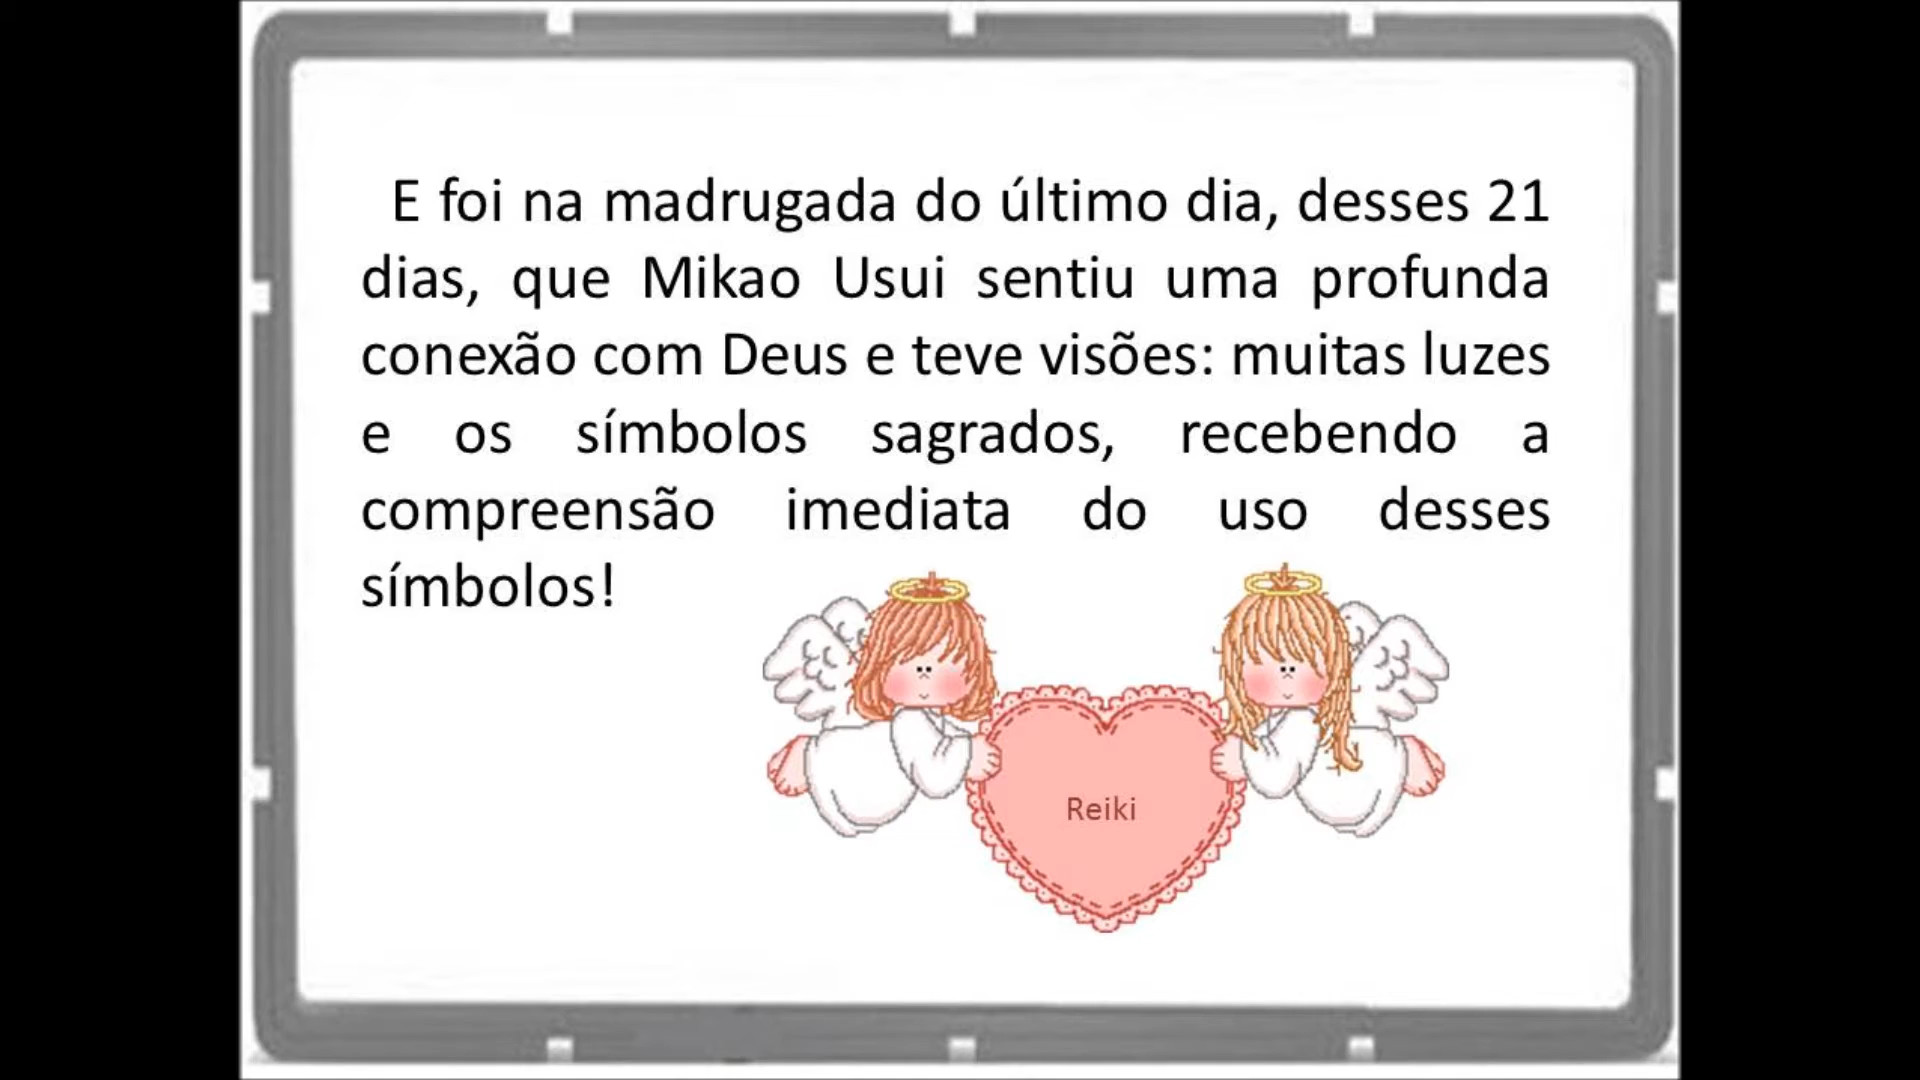 E foi na madrugada do último dia, desses 21
dias, que Mikao Usui sentiu uma profunda
conexão com Deus e teve visões: muitas luzes
e os símbolos sagrados, recebendo a
compreensão imediata do uso desses
símbolos!
Reiki